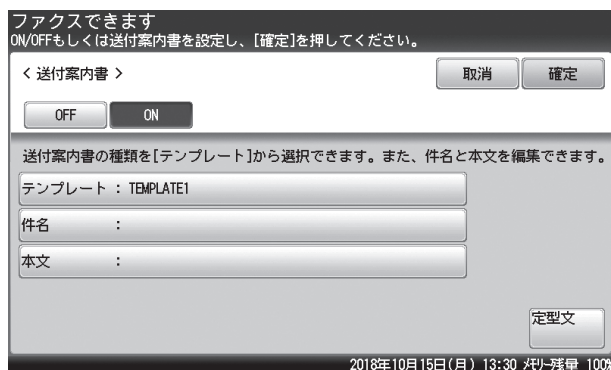 ファクスできます
ON/OFFもしくは送付案内書を設定し、[確定]を押してください。
< 送付案内書 > 取消 確定
OFF ON
送付案内書の種類を[テンプレート]から選択できます。また、件名と本文を編集できます。
テンプレート : TEMPLATE1
件名 :
本文 :
定型文
2018年10月15日(月) 13:30 メモリー残量 100%